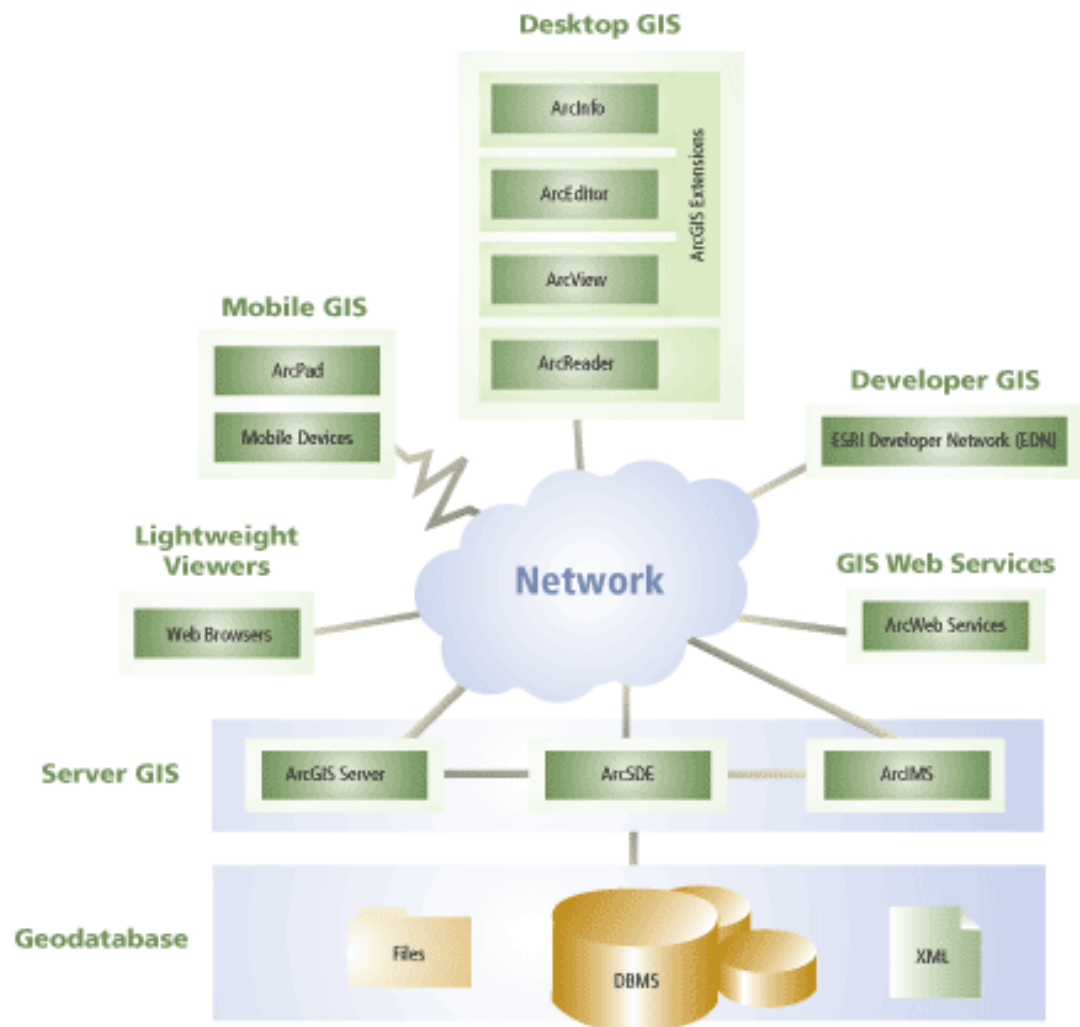 Desktop GIS
ArcInfo
ArcEditor
ArcView
ArcReader
ArcGIS Extensions
Mobile GIS
ArcPad
Mobile Devices
Developer GIS
ESRI Developer Network (EDN)
Lightweight
Viewers
Web Browsers
Network
GIS Web Services
ArcWeb Services
Server GIS
ArcGIS Server
ArcSDE
ArcIMS
Geodatabase
Files
DBMS
XML